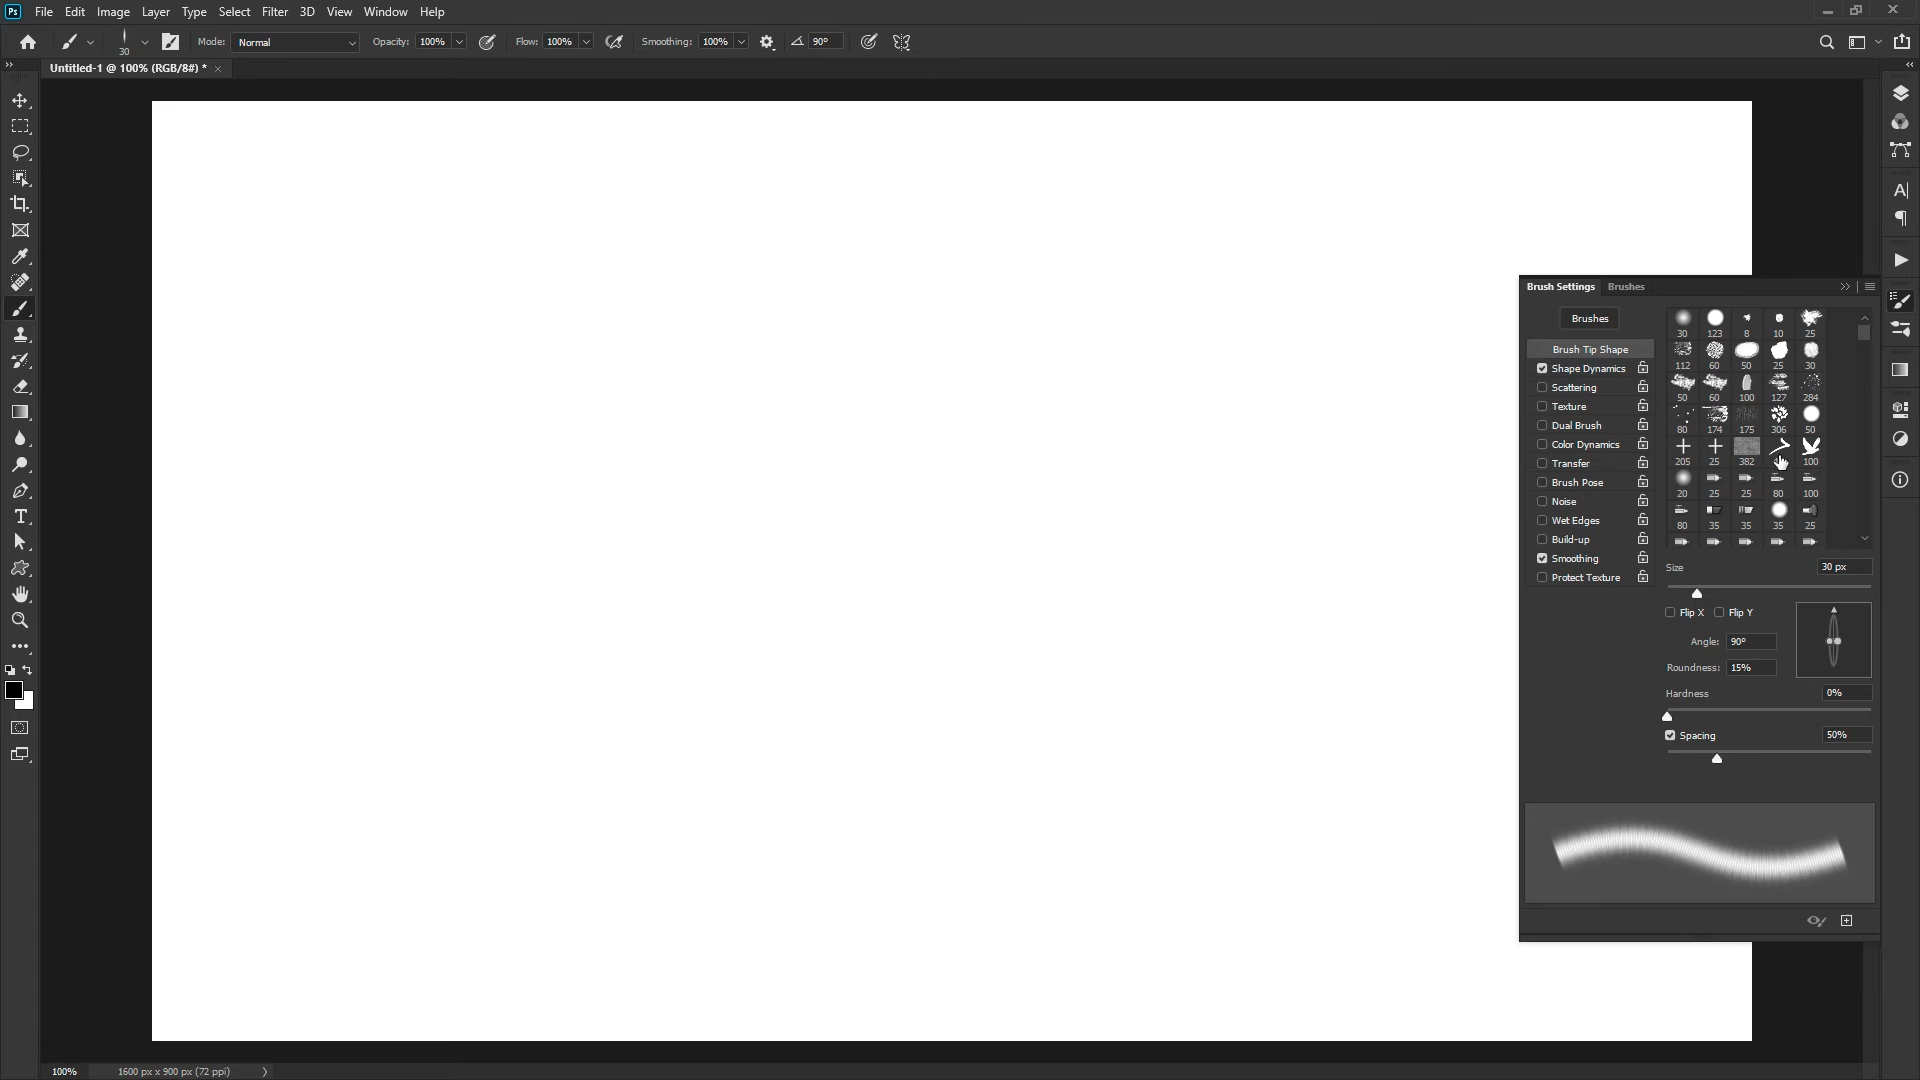 Ps File Edit Image Layer Type Select Filter 3D View Window Help
30 Mode: Normal Opacity: 100% Flow: 100% Smoothing: 100% 90°
Untitled-1 @ 100% (RGB/8#) *
Brush Settings Brushes
Brushes
Brush Tip Shape
Shape Dynamics
Scattering
Texture
Dual Brush
Color Dynamics
Transfer
Brush Pose
Noise
Wet Edges
Build-up
Smoothing
Protect Texture
30 123 8 10 25
112 60 50 25 30
50 60 100 127 284
80 174 175 306 50
205 25 382 100
20 25 25 80 100
80 35 35 35 25
Size 30 px
Flip X Flip Y
Angle: 90°
Roundness: 15%
Hardness 0%
Spacing 50%
100% 1600 px x 900 px (72 ppi)